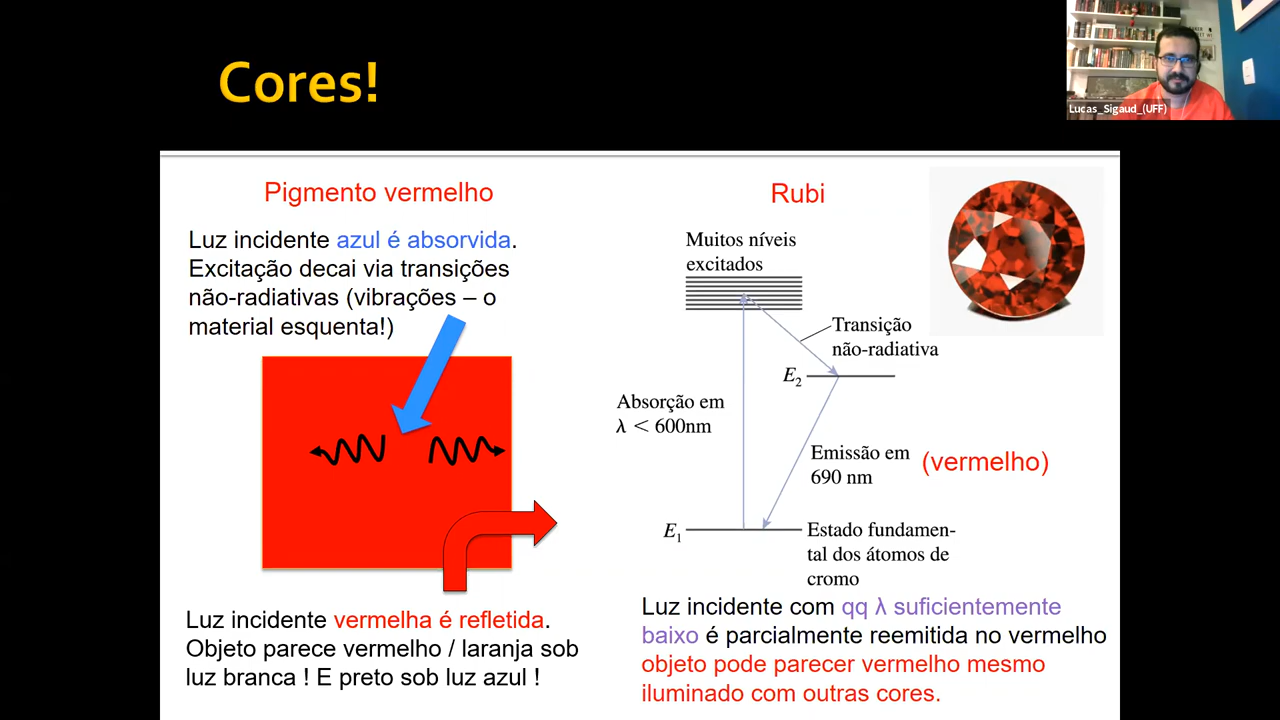 Cores!
Lucas_Sigaud_(UFF)
Pigmento vermelho
Luz incidente azul é absorvida.
Excitação decai via transições
não-radiativas (vibrações – o
material esquenta!)
Luz incidente vermelha é refletida.
Objeto parece vermelho / laranja sob
luz branca ! E preto sob luz azul !
Rubi
Muitos níveis
excitados
Transição
não-radiativa
E2
Absorção em
λ < 600nm
Emissão em
690 nm
(vermelho)
E1
Estado fundamen-
tal dos átomos de
cromo
Luz incidente com qq λ suficientemente
baixo é parcialmente reemitida no vermelho
objeto pode parecer vermelho mesmo
iluminado com outras cores.